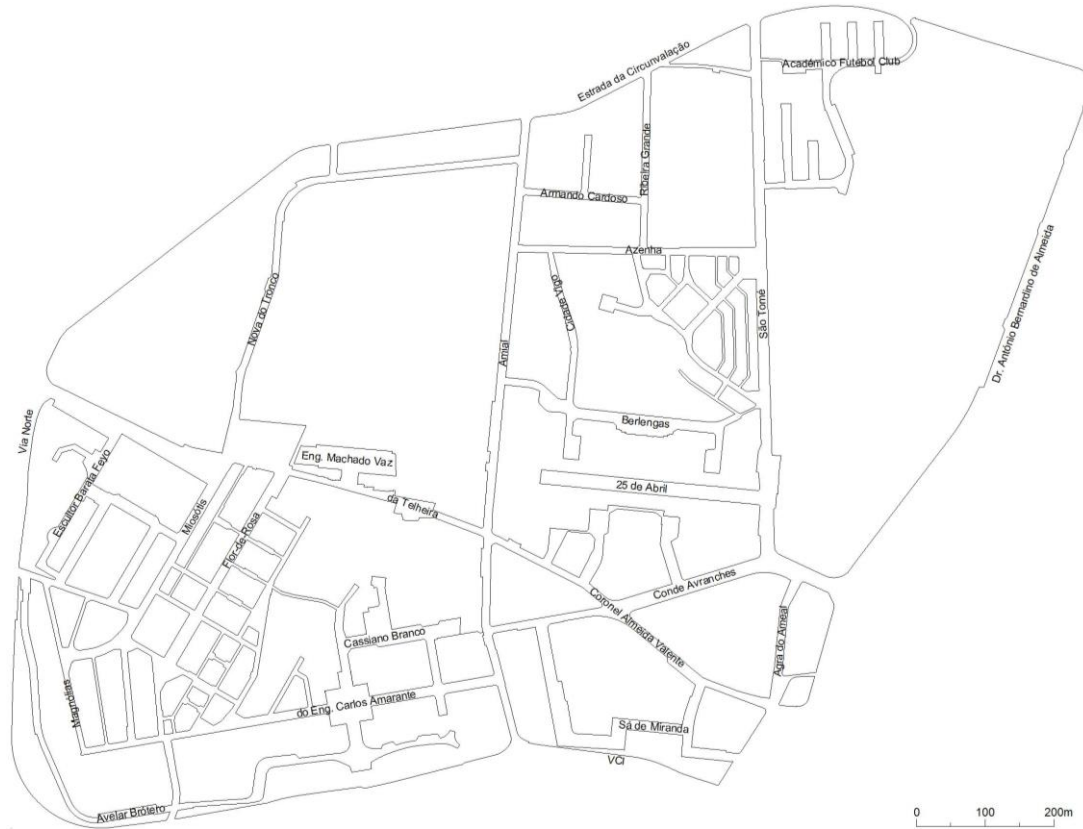 Estrada da Circunvalação
Académico Futebol Club
Ribeira Grande
Armando Cardoso
Azenha
Dr. António Bernardino de Almeida
Nova do Tronco
Cidade Vigo
São Tomé
Amial
Via Norte
Berlengas
Escultor Barata Feyo
Eng. Machado Vaz
25 de Abril
Miosótis
da Telheira
Flor-de-Rosa
Conde Avranches
Coronel Almeida Valente
Cassiano Branco
Agra do Ameal
Magnólias
do Eng. Carlos Amarante
Sá de Miranda
VCI
Avelar Brotero
0 100 200m